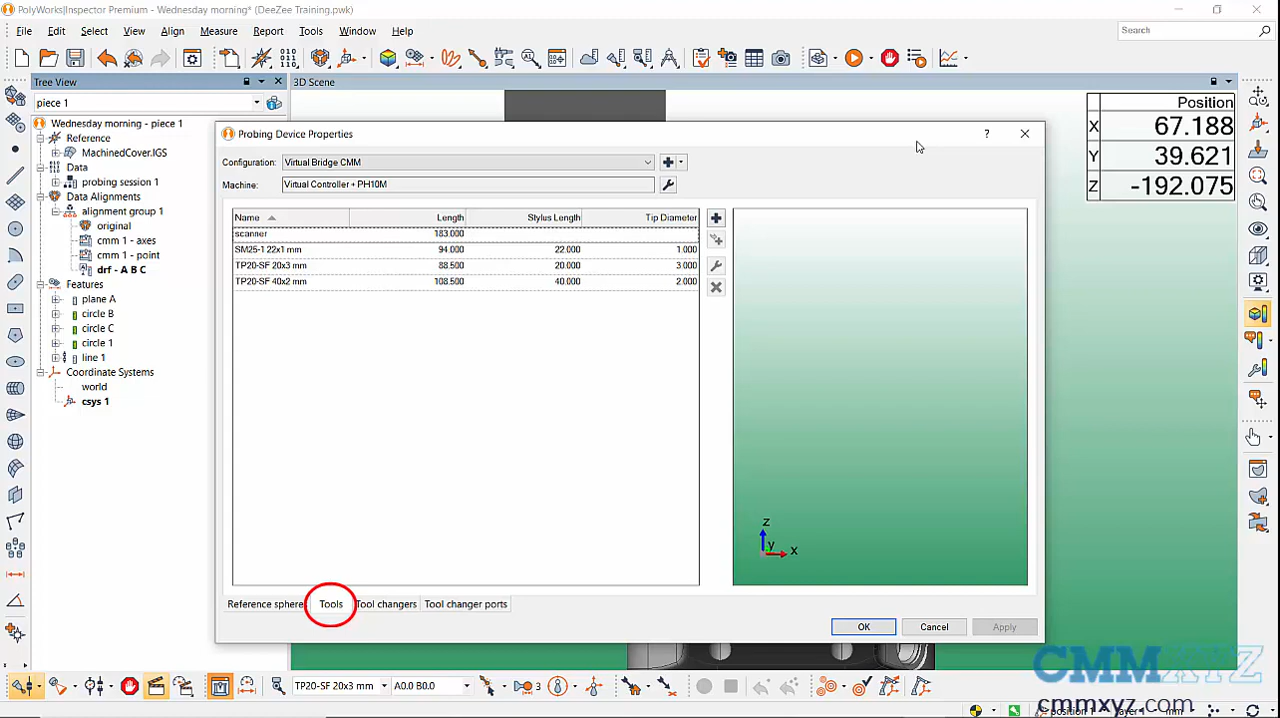 PolyWorks|Inspector Premium - Wednesday morning* (DeeZee Training.pwk)
File Edit Select View Align Measure Report Tools Window Help
Search
Tree View
3D Scene
piece 1
Wednesday morning - piece 1
Reference
MachinedCover.IGS
Data
probing session 1
Data Alignments
alignment group 1
original
cmm 1 - axes
cmm 1 - point
drf - A B C
Features
plane A
circle B
circle C
circle 1
line 1
Coordinate Systems
world
csys 1
Position
X 67.188
Y 39.621
Z -192.075
Probing Device Properties
Configuration: Virtual Bridge CMM
Machine: Virtual Controller + PH10M
Name Length Stylus Length Tip Diameter
scanner 183.000
SM25-1 22x1 mm 94.000 22.000 1.000
TP20-SF 20x3 mm 88.500 20.000 3.000
TP20-SF 40x2 mm 108.500 40.000 2.000
z
y
x
Reference sphere Tools Tool changers Tool changer ports
OK Cancel Apply
TP20-SF 20x3 mm A0.0 B0.0 3
CMMXYZ
cmmxyz.com